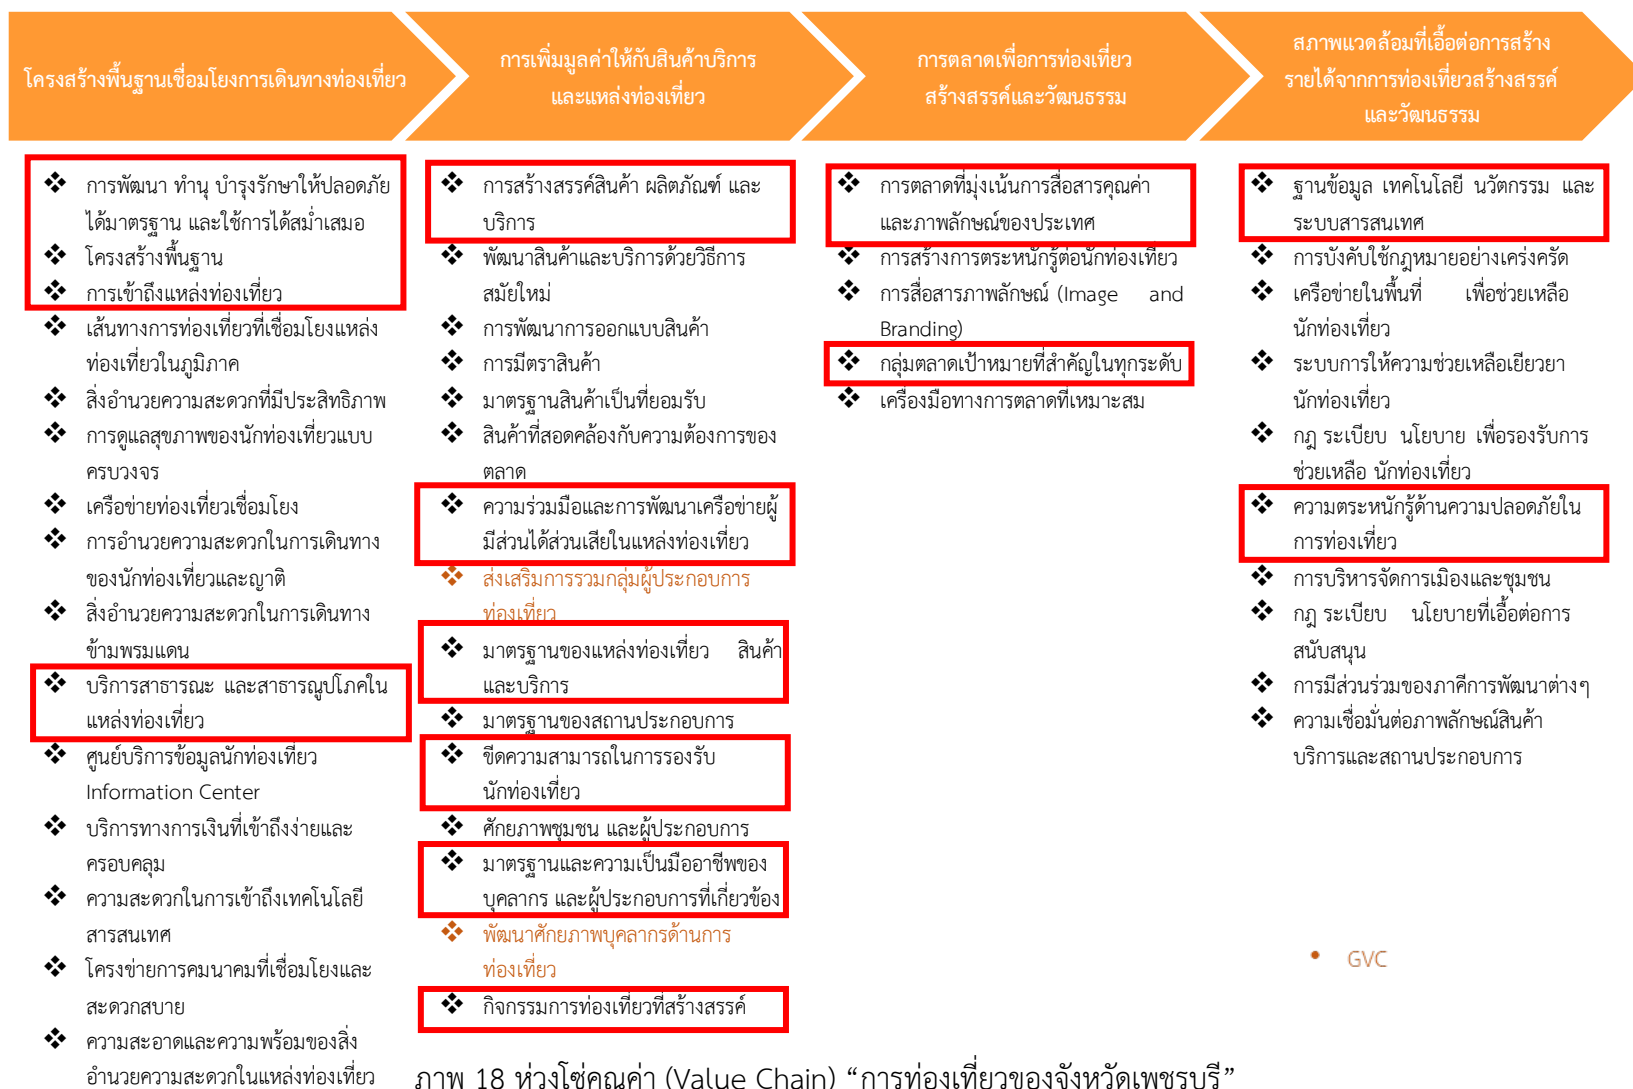 โครงสร้างพื้นฐานเชื่อมโยงการเดินทางท่องเที่ยว
การเพิ่มมูลค่าให้กับสินค้าบริการ
และแหล่งท่องเที่ยว
การตลาดเพื่อการท่องเที่ยว
สร้างสรรค์และวัฒนธรรม
สภาพแวดล้อมที่เอื้อต่อการสร้าง
รายได้จากการท่องเที่ยวสร้างสรรค์
และวัฒนธรรม
❖ การพัฒนา ทำนุ บำรุงรักษาให้ปลอดภัย
ได้มาตรฐาน และใช้การได้สม่ำเสมอ
❖ โครงสร้างพื้นฐาน
❖ การเข้าถึงแหล่งท่องเที่ยว
❖ เส้นทางการท่องเที่ยวที่เชื่อมโยงแหล่ง
ท่องเที่ยวในภูมิภาค
❖ สิ่งอำนวยความสะดวกที่มีประสิทธิภาพ
❖ การดูแลสุขภาพของนักท่องเที่ยวแบบ
ครบวงจร
❖ เครือข่ายท่องเที่ยวเชื่อมโยง
❖ การอำนวยความสะดวกในการเดินทาง
ของนักท่องเที่ยวและญาติ
❖ สิ่งอำนวยความสะดวกในการเดินทาง
ข้ามพรมแดน
❖ บริการสาธารณะ และสาธารณูปโภคใน
แหล่งท่องเที่ยว
❖ ศูนย์บริการข้อมูลนักท่องเที่ยว
Information Center
❖ บริการทางการเงินที่เข้าถึงง่ายและ
ครอบคลุม
❖ ความสะดวกในการเข้าถึงเทคโนโลยี
สารสนเทศ
❖ โครงข่ายการคมนาคมที่เชื่อมโยงและ
สะดวกสบาย
❖ ความสะอาดและความพร้อมของสิ่ง
อำนวยความสะดวกในแหล่งท่องเที่ยว
❖ การสร้างสรรค์สินค้า ผลิตภัณฑ์ และ
บริการ
❖ พัฒนาสินค้าและบริการด้วยวิธีการ
สมัยใหม่
❖ การพัฒนาการออกแบบสินค้า
❖ การมีตราสินค้า
❖ มาตรฐานสินค้าเป็นที่ยอมรับ
❖ สินค้าที่สอดคล้องกับความต้องการของ
ตลาด
❖ ความร่วมมือและการพัฒนาเครือข่ายผู้
มีส่วนได้ส่วนเสียในแหล่งท่องเที่ยว
❖ ส่งเสริมการรวมกลุ่มผู้ประกอบการ
ท่องเที่ยว
❖ มาตรฐานของแหล่งท่องเที่ยว สินค้า
และบริการ
❖ มาตรฐานของสถานประกอบการ
❖ ขีดความสามารถในการรองรับ
นักท่องเที่ยว
❖ ศักยภาพชุมชน และผู้ประกอบการ
❖ มาตรฐานและความเป็นมืออาชีพของ
บุคลากร และผู้ประกอบการที่เกี่ยวข้อง
❖ พัฒนาศักยภาพบุคลากรด้านการ
ท่องเที่ยว
❖ กิจกรรมการท่องเที่ยวที่สร้างสรรค์
❖ การตลาดที่มุ่งเน้นการสื่อสารคุณค่า
และภาพลักษณ์ของประเทศ
❖ การสร้างการตระหนักรู้ต่อนักท่องเที่ยว
❖ การสื่อสารภาพลักษณ์ (Image and
Branding)
❖ กลุ่มตลาดเป้าหมายที่สำคัญในทุกระดับ
❖ เครื่องมือทางการตลาดที่เหมาะสม
❖ ฐานข้อมูล เทคโนโลยี นวัตกรรม และ
ระบบสารสนเทศ
❖ การบังคับใช้กฎหมายอย่างเคร่งครัด
❖ เครือข่ายในพื้นที่ เพื่อช่วยเหลือ
นักท่องเที่ยว
❖ ระบบการให้ความช่วยเหลือเยียวยา
นักท่องเที่ยว
❖ กฎ ระเบียบ นโยบาย เพื่อรองรับการ
ช่วยเหลือ นักท่องเที่ยว
❖ ความตระหนักรู้ด้านความปลอดภัยใน
การท่องเที่ยว
❖ การบริหารจัดการเมืองและชุมชน
❖ กฎ ระเบียบ นโยบายที่เอื้อต่อการ
สนับสนุน
❖ การมีส่วนร่วมของภาคีการพัฒนาต่างๆ
❖ ความเชื่อมั่นต่อภาพลักษณ์สินค้า
บริการและสถานประกอบการ
• GVC
ภาพ 18 ห่วงโซ่คุณค่า (Value Chain) “การท่องเที่ยวของจังหวัดเพชรบุรี”